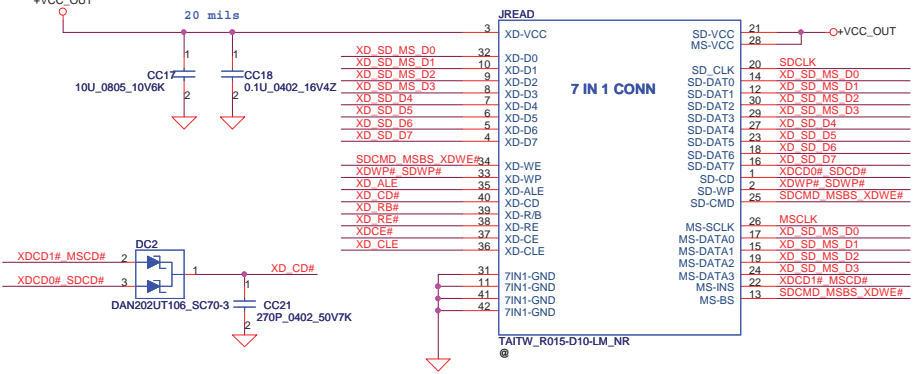 +VCC_OUT
20 mils
1
CC17
10U_0805_10V6K
2
1
CC18
0.1U_0402_16V4Z
2
JREAD
7 IN 1 CONN
3 XD-VCC
XD_SD_MS_D0 32 XD-D0
XD_SD_MS_D1 10 XD-D1
XD_SD_MS_D2 9 XD-D2
XD_SD_MS_D3 8 XD-D3
XD_SD_D4 7 XD-D4
XD_SD_D5 6 XD-D5
XD_SD_D6 5 XD-D6
XD_SD_D7 4 XD-D7
SDCMD_MSBS_XDWE# 34 XD-WE
XDWP#_SDWP# 33 XD-WP
XD_ALE 35 XD-ALE
XD_CD# 40 XD-CD
XD_RB# 39 XD-R/B
XD_RE# 38 XD-RE
XDCE# 37 XD-CE
XD_CLE 36 XD-CLE
31 7IN1-GND
11 7IN1-GND
41 7IN1-GND
42 7IN1-GND
SD-VCC 21 +VCC_OUT
MS-VCC 28
SD_CLK 20 SDCLK
SD-DAT0 14 XD_SD_MS_D0
SD-DAT1 12 XD_SD_MS_D1
SD-DAT2 30 XD_SD_MS_D2
SD-DAT3 29 XD_SD_MS_D3
SD-DAT4 27 XD_SD_D4
SD-DAT5 23 XD_SD_D5
SD-DAT6 18 XD_SD_D6
SD-DAT7 16 XD_SD_D7
SD-CD 1 XDCD0#_SDCD#
SD-WP 2 XDWP#_SDWP#
SD-CMD 25 SDCMD_MSBS_XDWE#
MS-SCLK 26 MSCLK
MS-DATA0 17 XD_SD_MS_D0
MS-DATA1 15 XD_SD_MS_D1
MS-DATA2 19 XD_SD_MS_D2
MS-DATA3 24 XD_SD_MS_D3
MS-INS 22 XDCD1#_MSCD#
MS-BS 13 SDCMD_MSBS_XDWE#
TAITW_R015-D10-LM_NR
@
DC2
XDCD1#_MSCD# 2
XDCD0#_SDCD# 3
1 XD_CD#
DAN202UT106_SC70-3
1
CC21
270P_0402_50V7K
2